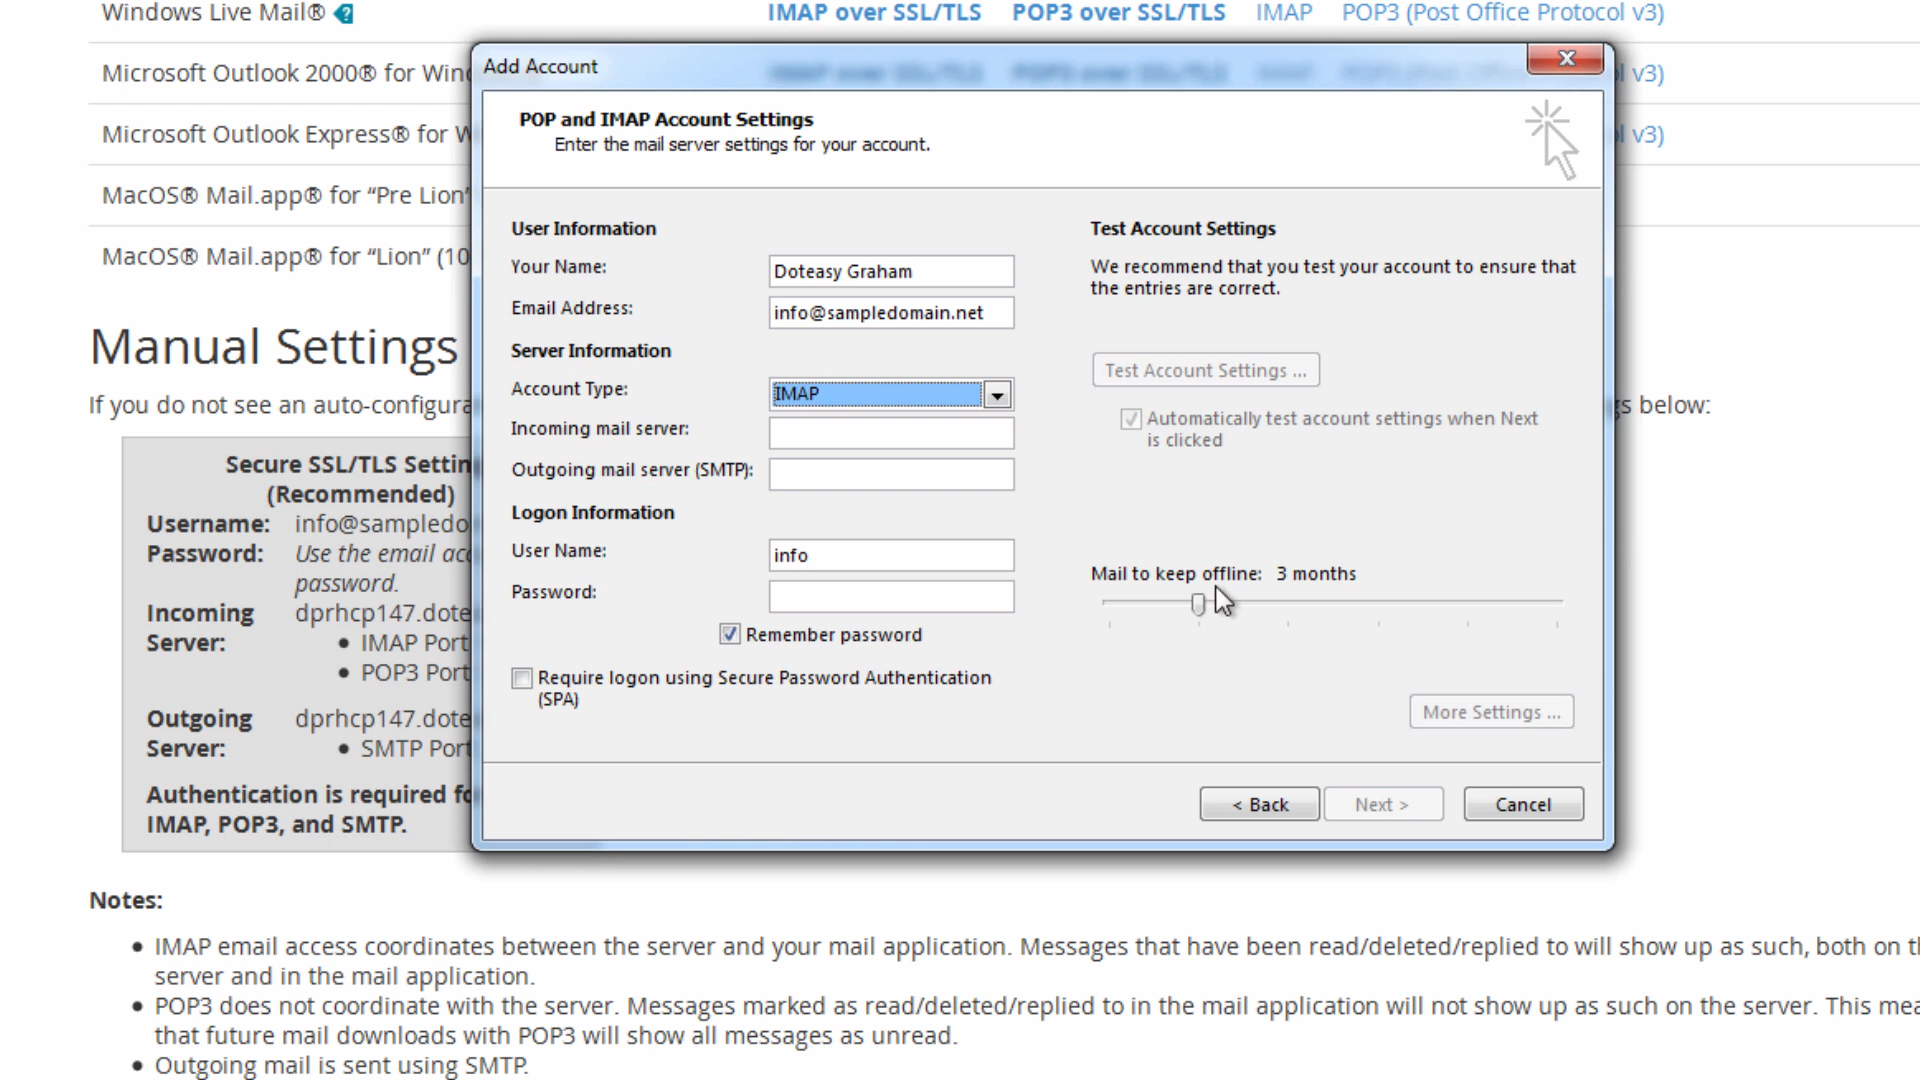 Windows Live Mail® ?
IMAP over SSL/TLS POP3 over SSL/TLS IMAP POP3 (Post Office Protocol v3)
Microsoft Outlook 2000® for Win
l v3)
Microsoft Outlook Express® for W
l v3)
MacOS® Mail.app® for “Pre Lion”
MacOS® Mail.app® for “Lion” (10
Manual Settings
If you do not see an auto-configura
s below:
Secure SSL/TLS Settin
(Recommended)
Username: info@sampledo
Password: Use the email acc
password.
Incoming dprhcp147.dote
Server: • IMAP Port
• POP3 Port
Outgoing dprhcp147.dote
Server: • SMTP Port
Authentication is required fo
IMAP, POP3, and SMTP.
Add Account
X
POP and IMAP Account Settings
Enter the mail server settings for your account.
User Information
Your Name: Doteasy Graham
Email Address: info@sampledomain.net
Server Information
Account Type: IMAP
Incoming mail server:
Outgoing mail server (SMTP):
Logon Information
User Name: info
Password:
Remember password
Require logon using Secure Password Authentication
(SPA)
Test Account Settings
We recommend that you test your account to ensure that
the entries are correct.
Test Account Settings ...
Automatically test account settings when Next
is clicked
Mail to keep offline: 3 months
More Settings ...
< Back Next > Cancel
Notes:
• IMAP email access coordinates between the server and your mail application. Messages that have been read/deleted/replied to will show up as such, both on th
server and in the mail application.
• POP3 does not coordinate with the server. Messages marked as read/deleted/replied to in the mail application will not show up as such on the server. This mea
that future mail downloads with POP3 will show all messages as unread.
• Outgoing mail is sent using SMTP.